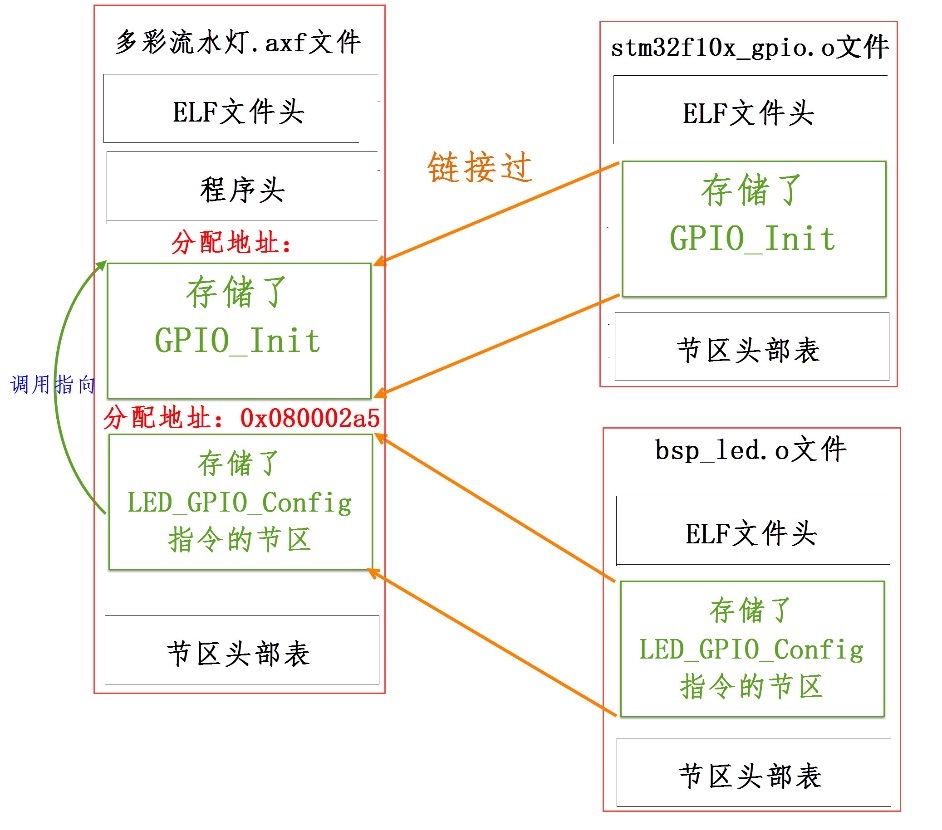 多彩流水灯.axf文件
ELF文件头
程序头
分配地址：
存储了
GPIO_Init
调用指向
分配地址：0x080002a5
存储了
LED_GPIO_Config
指令的节区
节区头部表
链接过
stm32f10x_gpio.o文件
ELF文件头
存储了
GPIO_Init
节区头部表
bsp_led.o文件
ELF文件头
存储了
LED_GPIO_Config
指令的节区
节区头部表